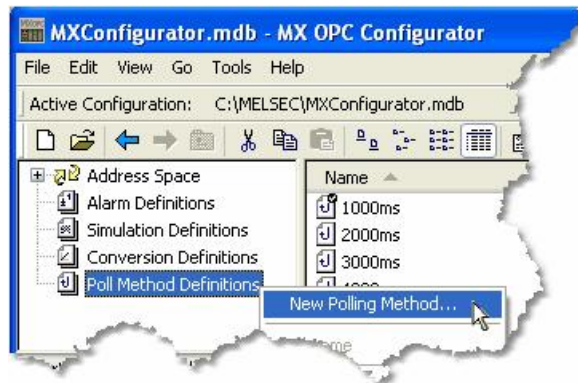 MXConfigurator.mdb - MX OPC Configurator
File Edit View Go Tools Help
Active Configuration: C:\MELSEC\MXConfigurator.mdb
Address Space
Alarm Definitions
Simulation Definitions
Conversion Definitions
Poll Method Definitions
Name
1000ms
2000ms
3000ms
New Polling Method...